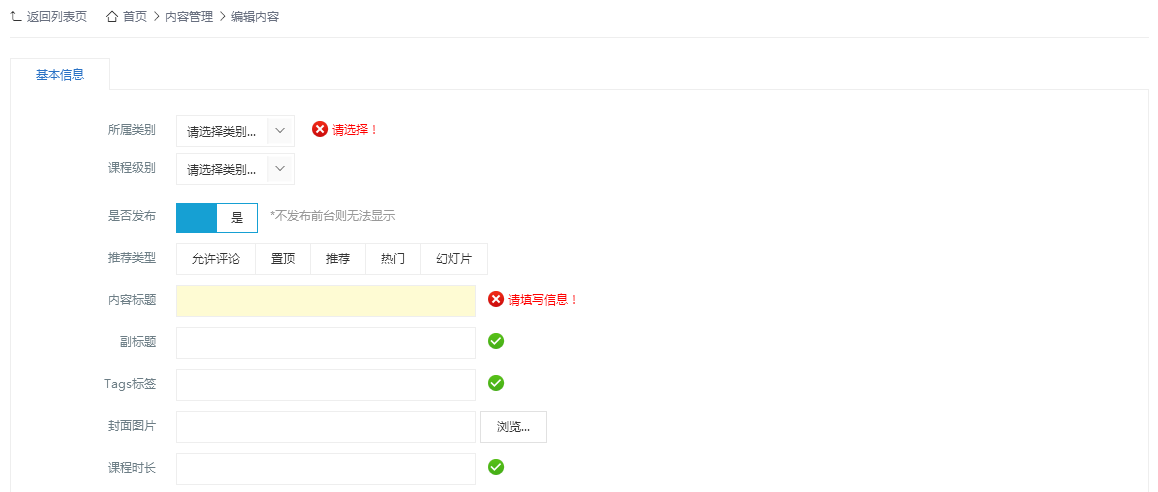 返回列表页 首页 内容管理 编辑内容
基本信息
所属类别 请选择类别... 请选择！
课程级别 请选择类别...
是否发布 是 *不发布前台则无法显示
推荐类型 允许评论 置顶 推荐 热门 幻灯片
内容标题 请填写信息！
副标题
Tags标签
封面图片 浏览...
课程时长